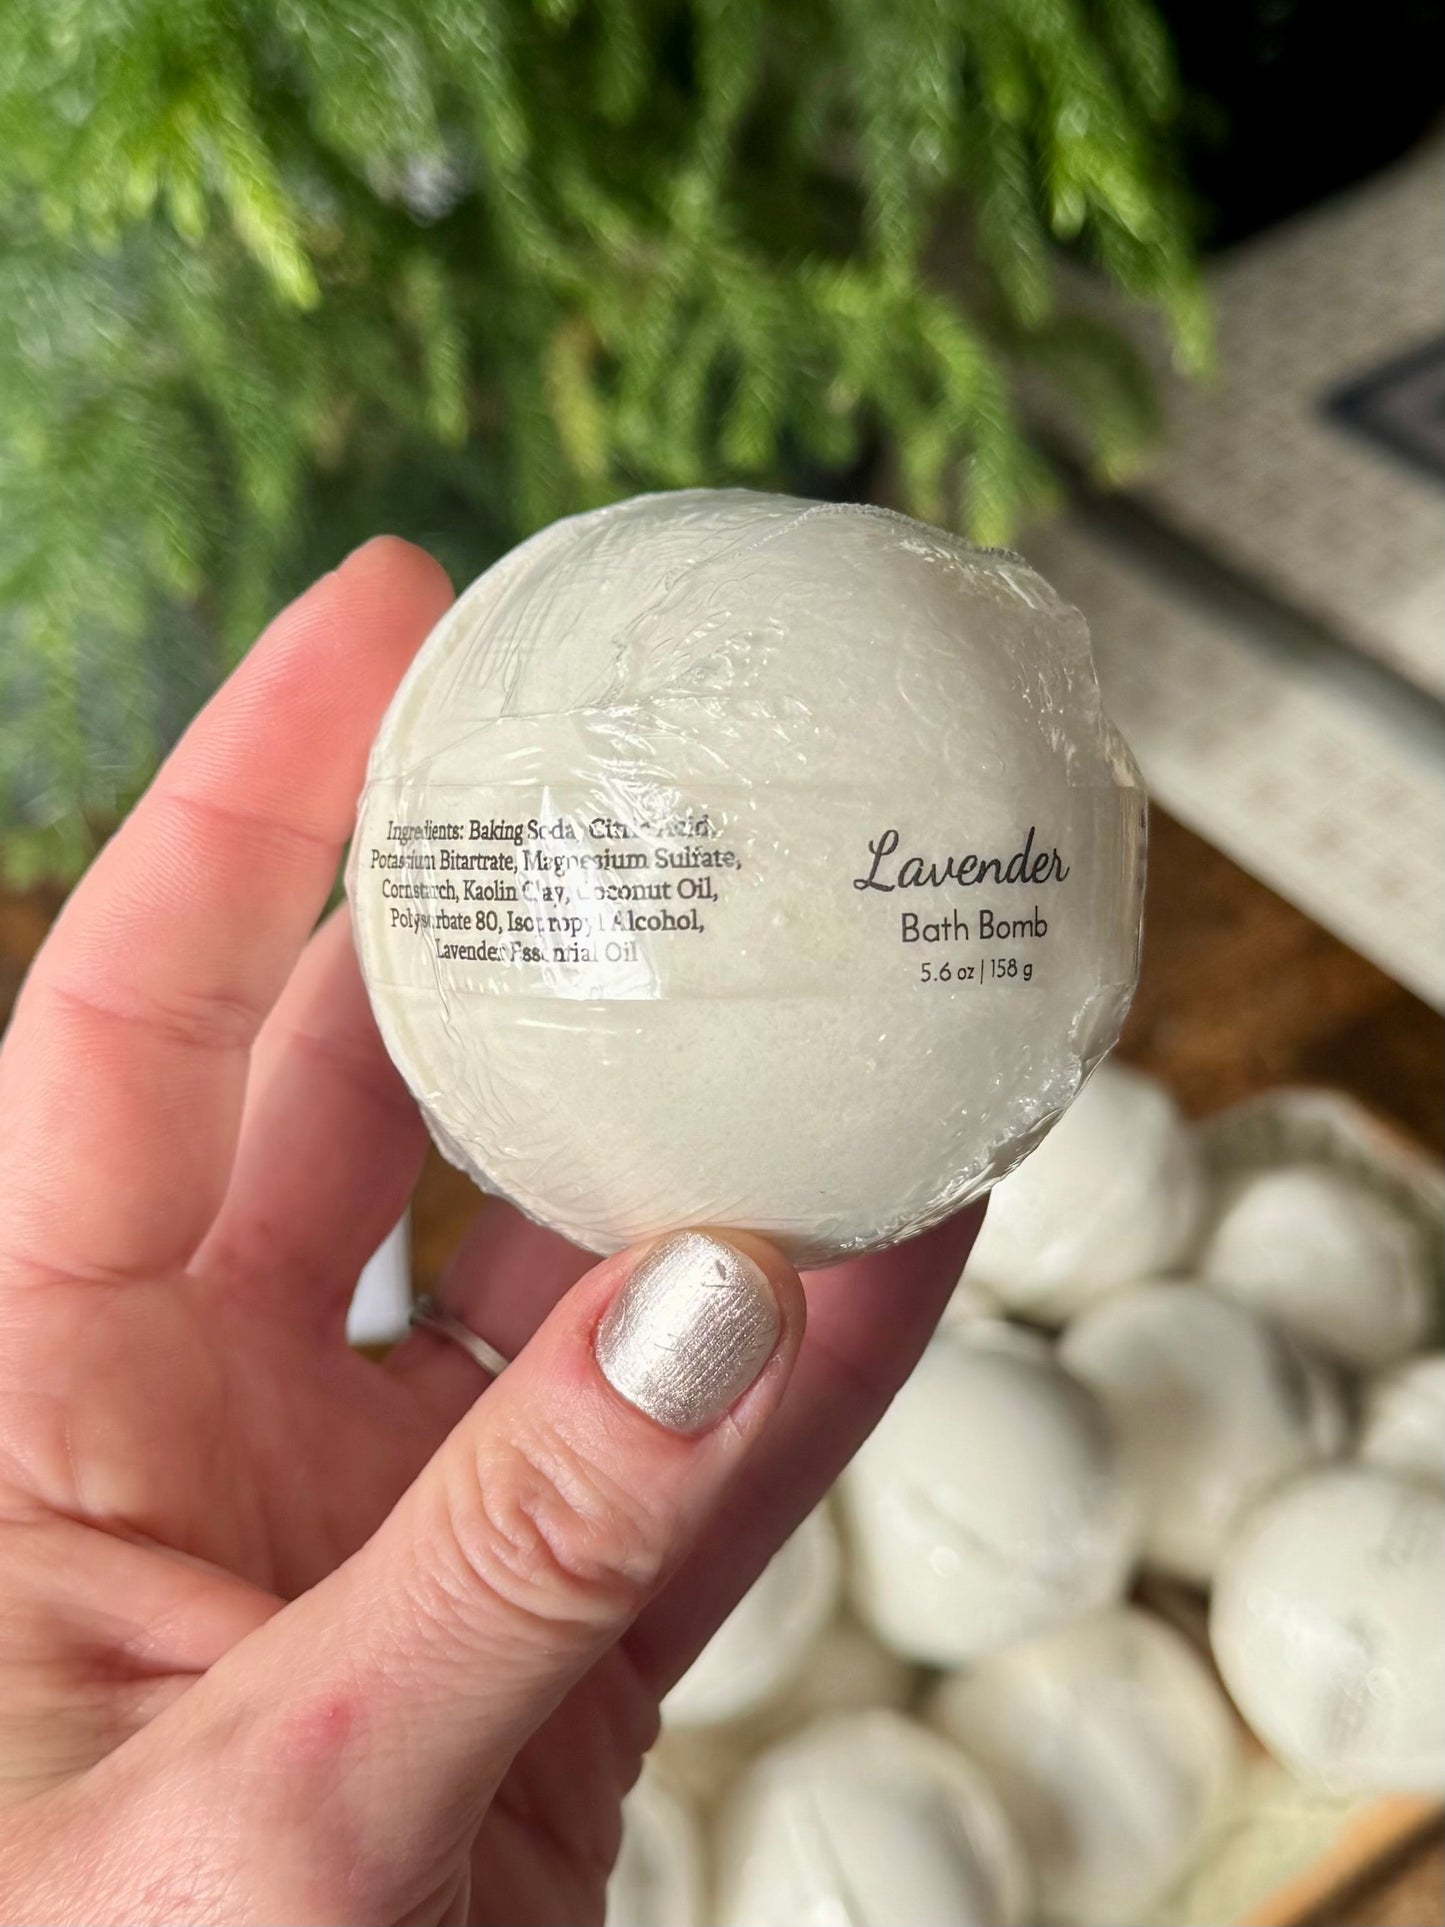 Ingredients: Baking Soda, Citric Acid,
Potassium Bitartrate, Magnesium Sulfate,
Cornstarch, Kaolin Clay, Coconut Oil,
Polysorbate 80, Isopropyl Alcohol,
Lavender Essential Oil
Lavender
Bath Bomb
5.6 oz | 158 g